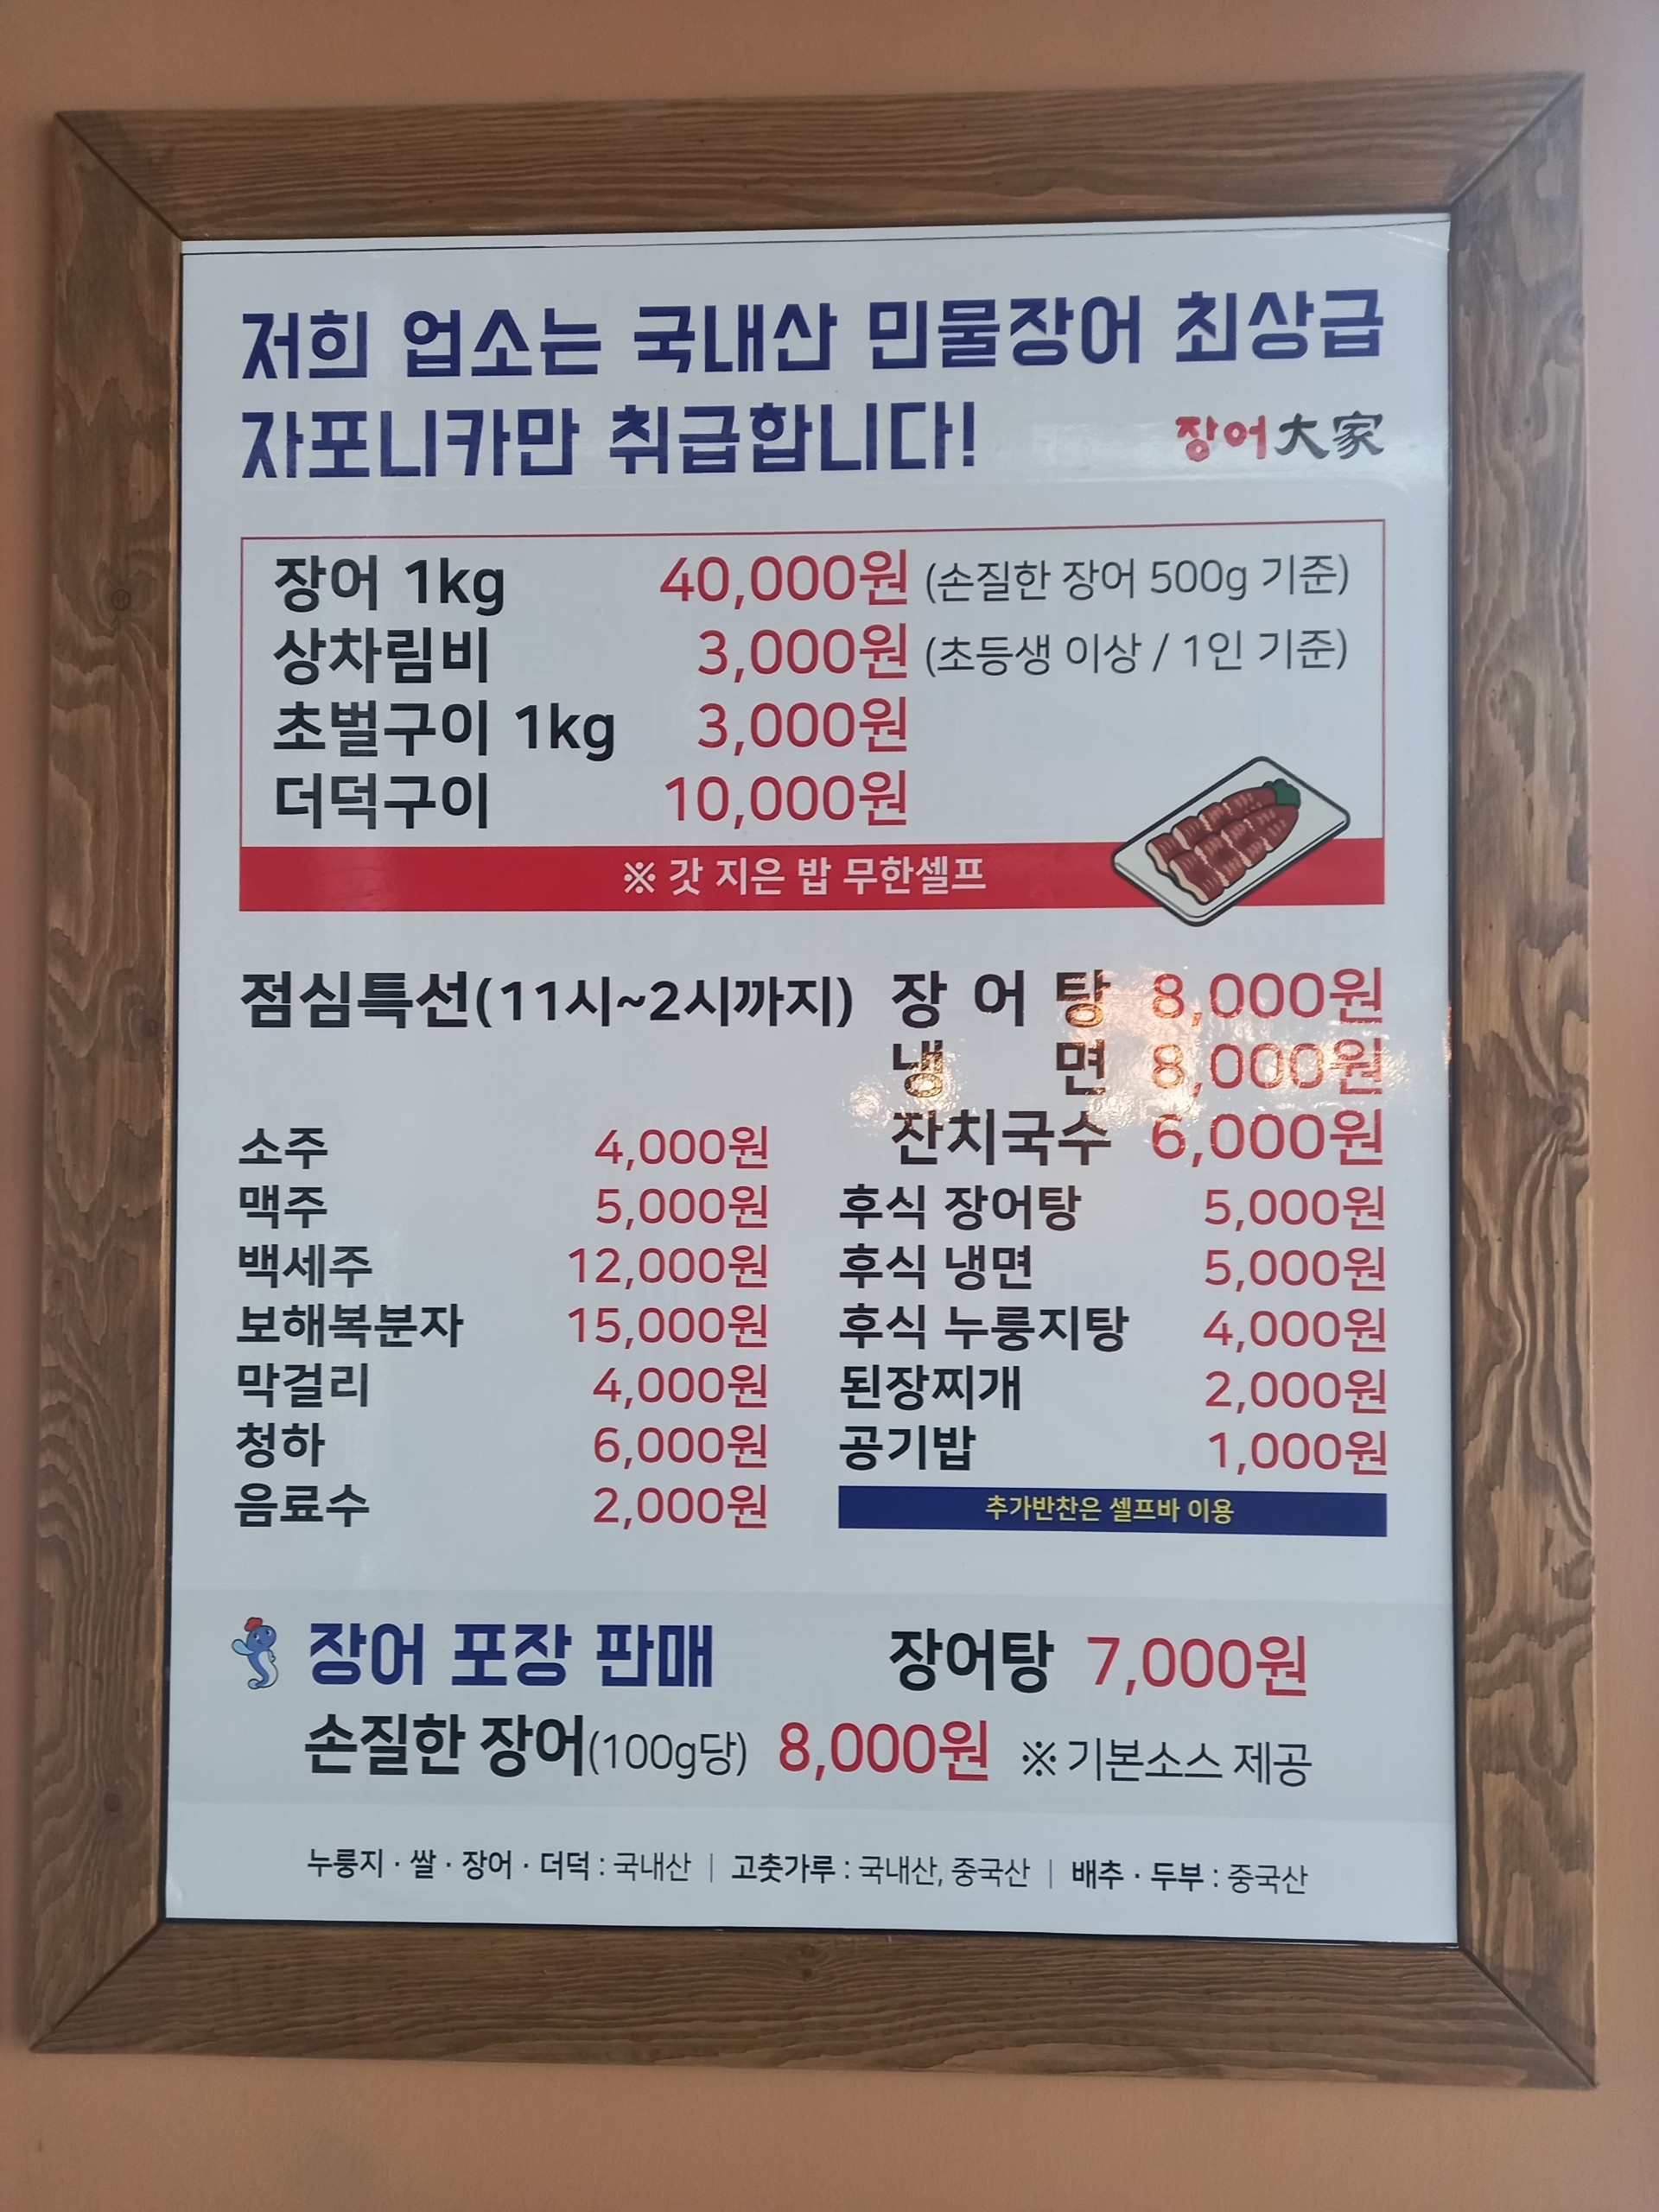 저희 업소는 국내산 민물장어 최상급
자포니카만 취급합니다!
장어大家
장어 1kg 40,000원 (손질한 장어 500g 기준)
상차림비 3,000원 (초등생 이상 / 1인 기준)
초벌구이 1kg 3,000원
더덕구이 10,000원
※ 갓 지은 밥 무한셀프
점심특선(11시~2시까지) 장 어 탕 8,000원
냉 면 8,000원
잔치국수 6,000원
소주 4,000원
맥주 5,000원
백세주 12,000원
보해복분자 15,000원
막걸리 4,000원
청하 6,000원
음료수 2,000원
후식 장어탕 5,000원
후식 냉면 5,000원
후식 누룽지탕 4,000원
된장찌개 2,000원
공기밥 1,000원
추가반찬은 셀프바 이용
장어 포장 판매 장어탕 7,000원
손질한 장어(100g당) 8,000원 ※ 기본소스 제공
누룽지 · 쌀 · 장어 · 더덕 : 국내산 | 고춧가루 : 국내산, 중국산 | 배추 · 두부 : 중국산